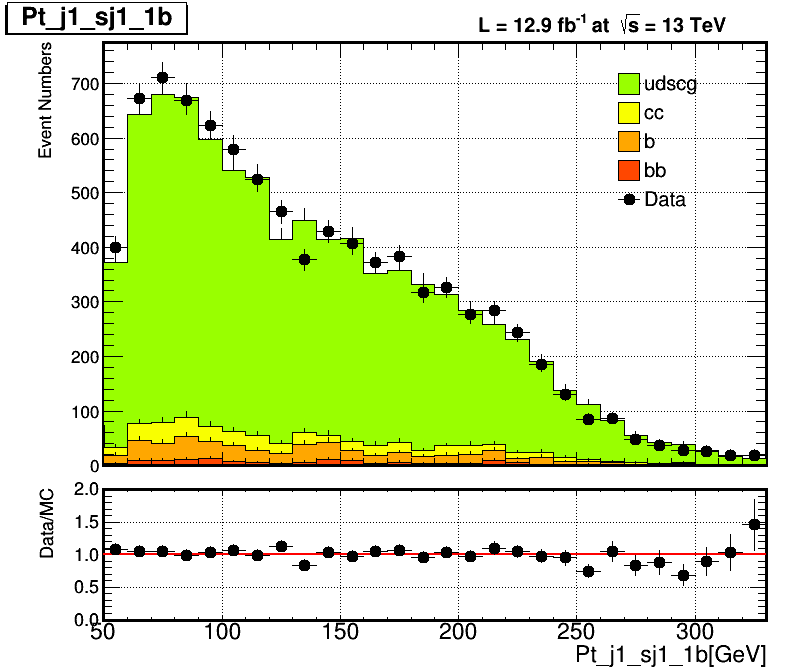 Pt_j1_sj1_1b
L = 12.9 fb⁻¹ at √s = 13 TeV
Event Numbers
700
600
500
400
300
200
100
0
udscg
cc
b
bb
Data
Data/MC
2.0
1.5
1.0
0.5
0.0
50 100 150 200 250 300
Pt_j1_sj1_1b[GeV]